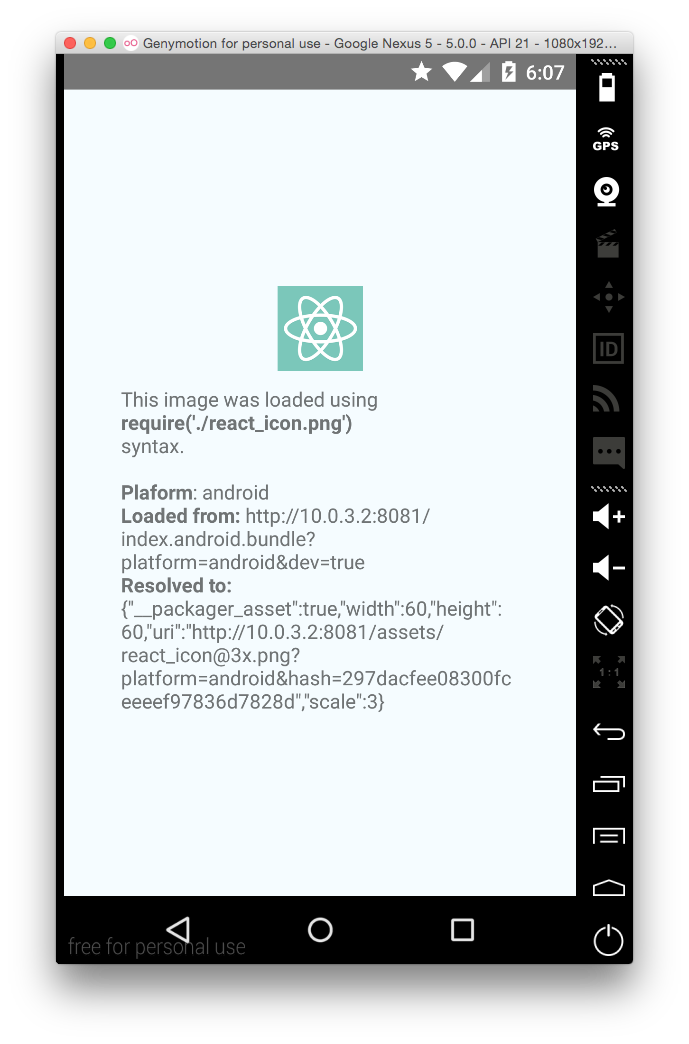 Genymotion for personal use - Google Nexus 5 - 5.0.0 - API 21 - 1080x192...
6:07
GPS
ID
This image was loaded using
require('./react_icon.png')
syntax.
Plaform: android
Loaded from: http://10.0.3.2:8081/
index.android.bundle?
platform=android&dev=true
Resolved to:
{"__packager_asset":true,"width":60,"height":
60,"uri":"http://10.0.3.2:8081/assets/
react_icon@3x.png?
platform=android&hash=297dacfee08300fc
eeeef97836d7828d","scale":3}
1:1
free for personal use